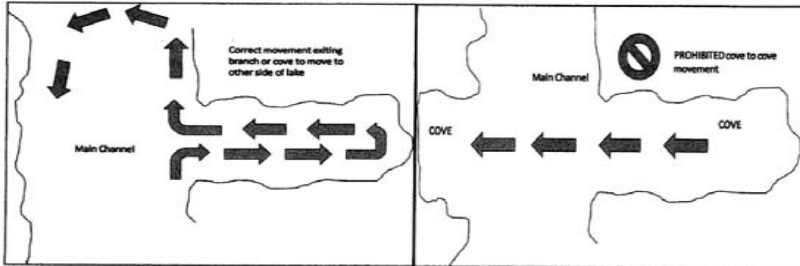 Correct movement exiting
branch or cove to move to
other side of lake
Main Channel
PROHIBITED cove to cove
movement
Main Channel
COVE
COVE